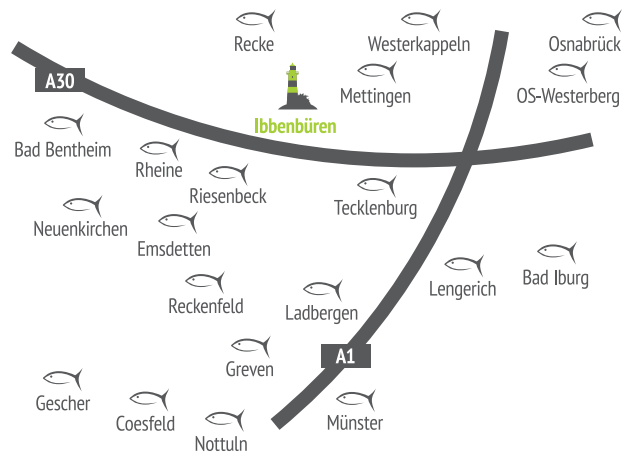 Recke
Westerkappeln
Osnabrück
A30
Mettingen
OS-Westerberg
Ibbenbüren
Bad Bentheim
Rheine
Riesenbeck
Tecklenburg
Neuenkirchen
Emsdetten
Reckenfeld
Ladbergen
Lengerich
Bad Iburg
Greven
A1
Gescher
Coesfeld
Nottuln
Münster